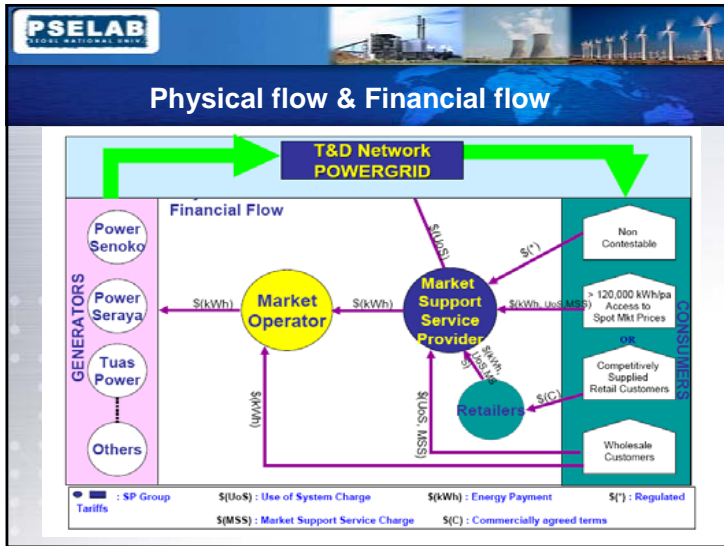 PSELAB
SEOUL NATIONAL UNIV.
Physical flow & Financial flow
T&D Network
POWERGRID
Financial Flow
GENERATORS
Power
Senoko
Power
Seraya
Tuas
Power
Others
$(kWh)
Market
Operator
$(kWh)
$(kWh)
$(UoS)
Market
Support
Service
Provider
$(*)
$(kWh, UoS,MSS)
$(kWh,
UoS,MS
S)
$(UoS, MSS)
Retailers
$(C)
CONSUMERS
Non
Contestable
> 120,000 kWh/pa
Access to
Spot Mkt Prices
OR
Competitively
Supplied
Retail Customers
Wholesale
Customers
: SP Group
Tariffs
$(UoS) : Use of System Charge
$(kWh) : Energy Payment
$(*) : Regulated
$(MSS) : Market Support Service Charge
$(C) : Commercially agreed terms